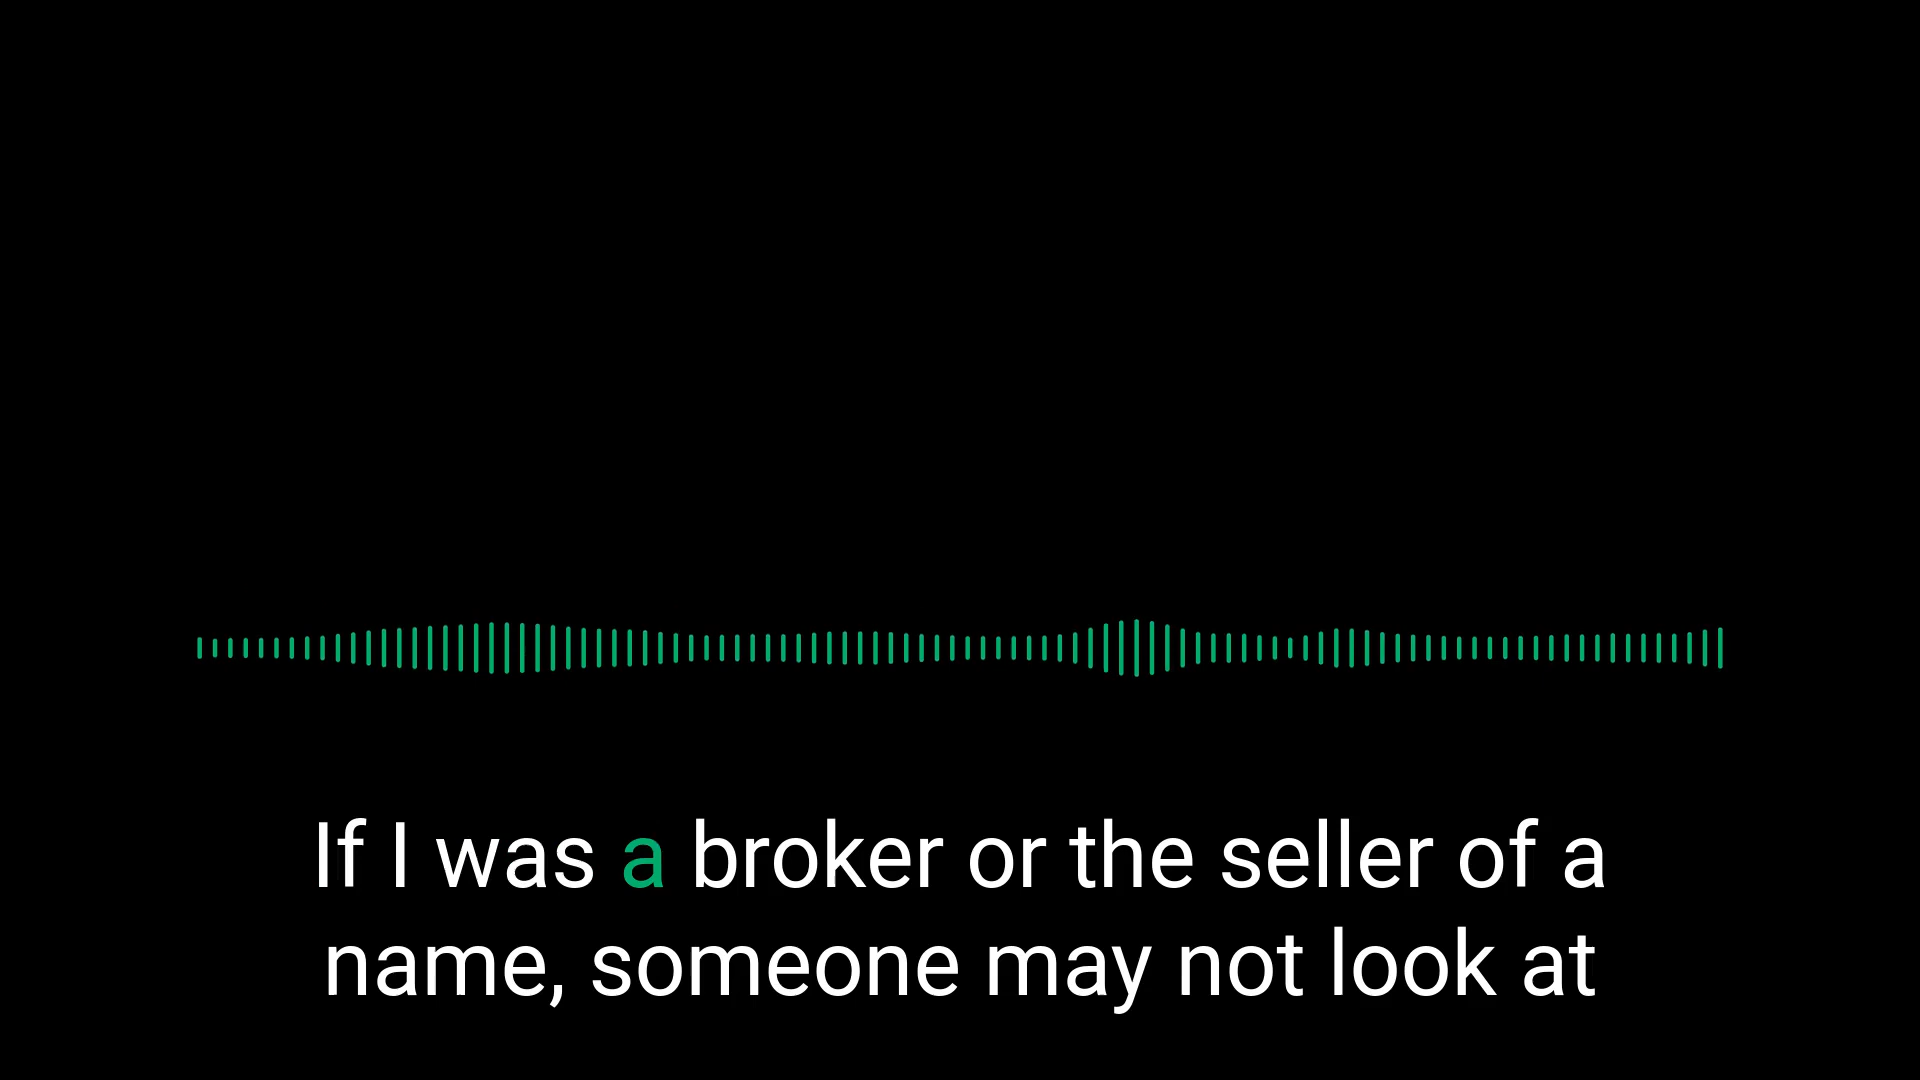 If I was a broker or the seller of a
name, someone may not look at